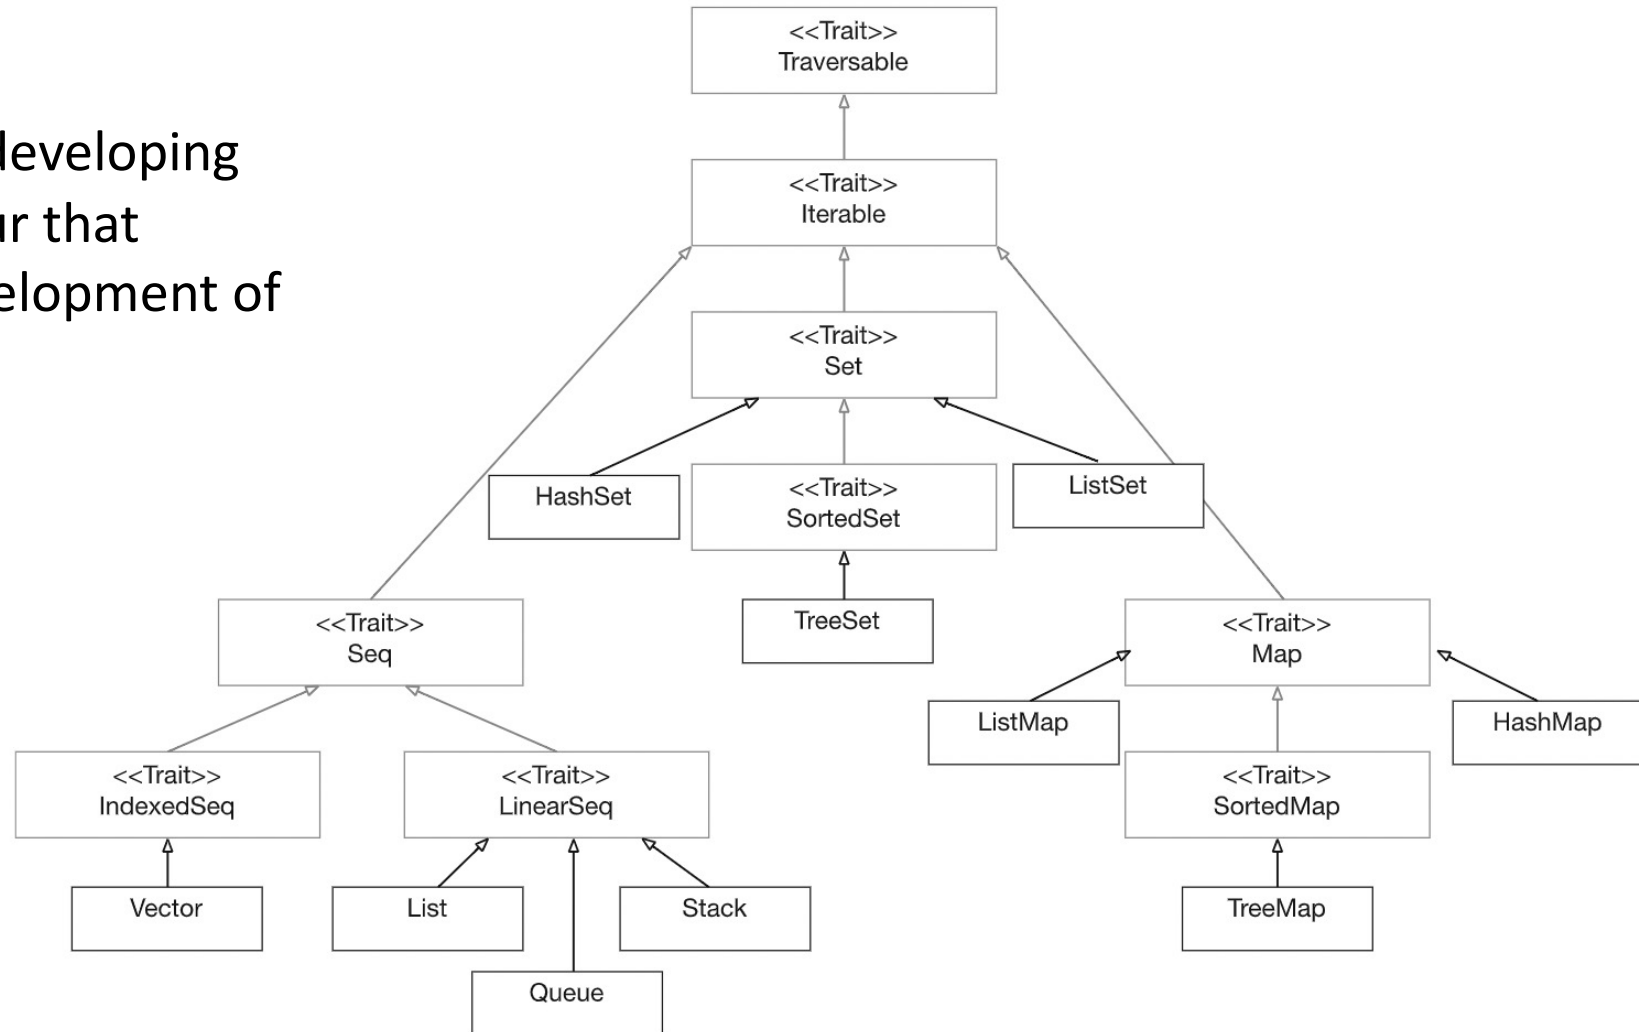 <<Trait>>
Traversable
developing
ur that
elopment of
<<Trait>>
Iterable
<<Trait>>
Set
HashSet
<<Trait>>
SortedSet
ListSet
TreeSet
<<Trait>>
Seq
<<Trait>>
Map
ListMap
HashMap
<<Trait>>
IndexedSeq
<<Trait>>
LinearSeq
<<Trait>>
SortedMap
Vector
List
Stack
TreeMap
Queue